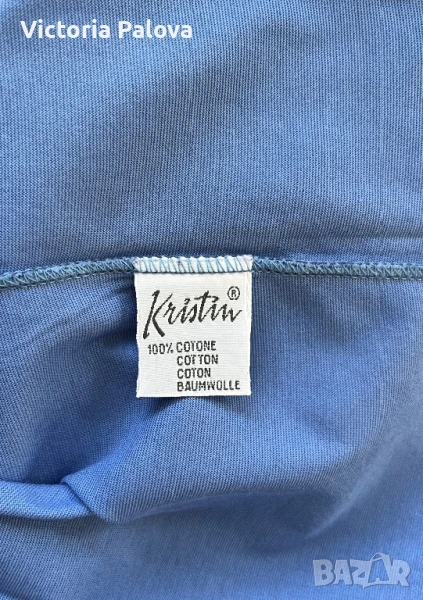 Victoria Palova
Kristin®
100% COTONE
COTTON
COTON
BAUMWOLLE
BAZAR